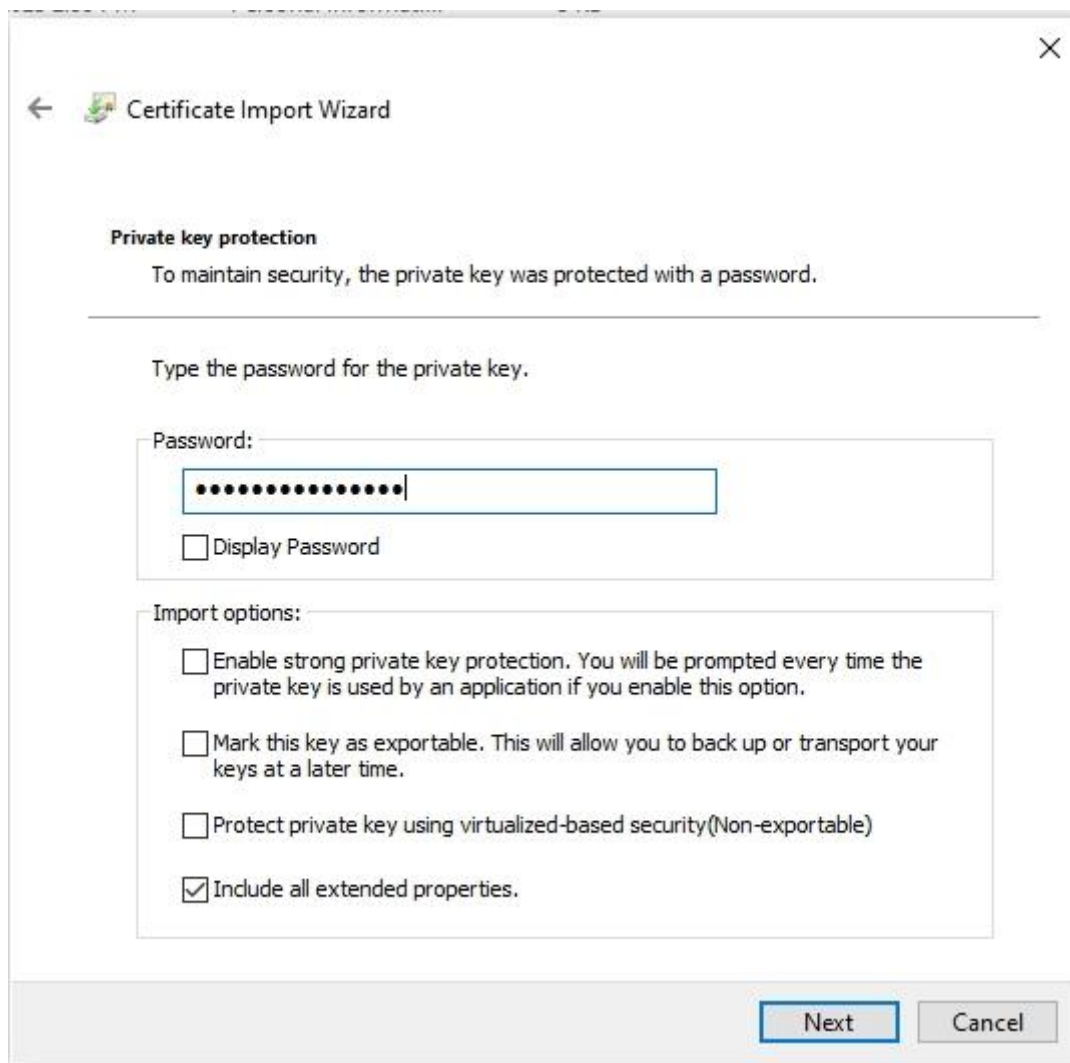 Certificate Import Wizard
Private key protection
To maintain security, the private key was protected with a password.
Type the password for the private key.
Password:
•••••••••••••••
Display Password
Import options:
Enable strong private key protection. You will be prompted every time the
private key is used by an application if you enable this option.
Mark this key as exportable. This will allow you to back up or transport your
keys at a later time.
Protect private key using virtualized-based security(Non-exportable)
Include all extended properties.
Next
Cancel